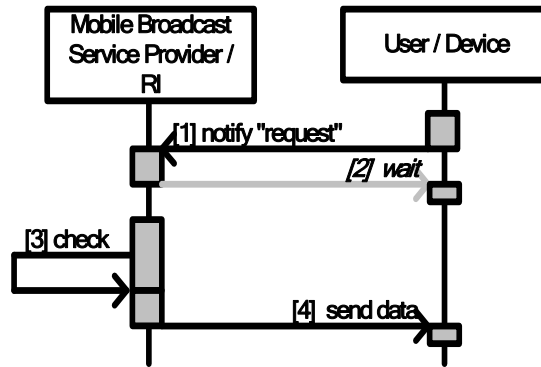 Mobile Broadcast
Service Provider /
RI
User / Device
[1] notify "request"
[2] wait
[3] check
[4] send data